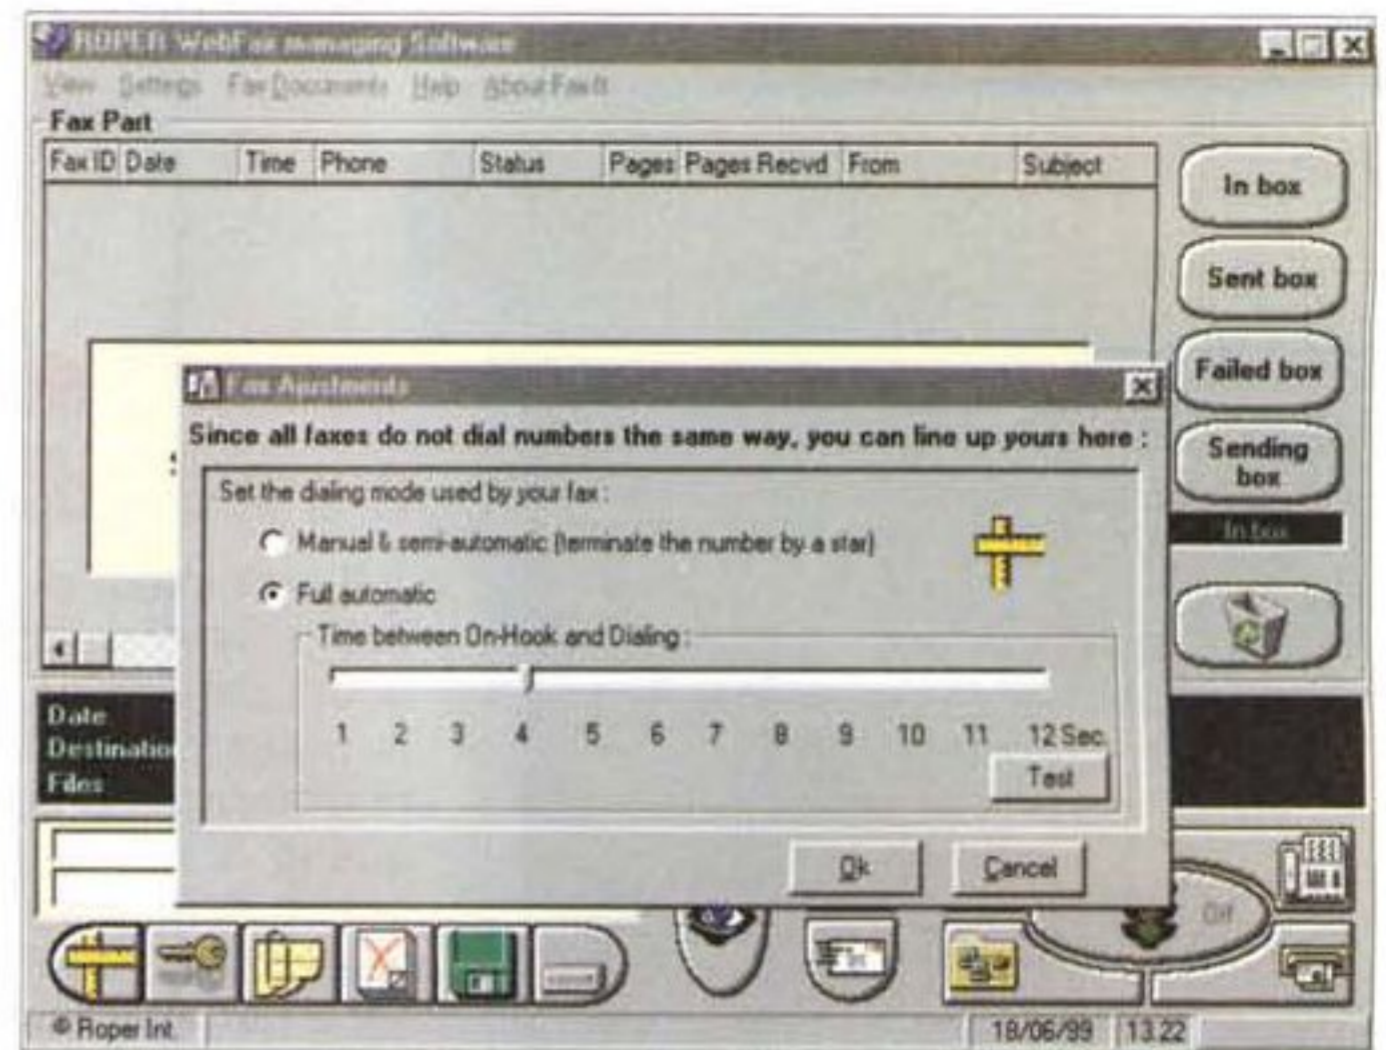 ROPER WebFax managing Software
View Settings Fax Documents Help About FaxIt
Fax Part
Fax ID Date Time Phone Status Pages Pages Recvd From Subject
In box
Sent box
Failed box
Sending box
In box
Fax Ajustments
Since all faxes do not dial numbers the same way, you can line up yours here :
Set the dialing mode used by your fax :
Manual & semi-automatic (terminate the number by a star)
Full automatic
Time between On-Hook and Dialing :
1 2 3 4 5 6 7 8 9 10 11 12 Sec.
Test
Ok Cancel
Date
Destination
Files
© Roper Int.
18/06/99 13.22